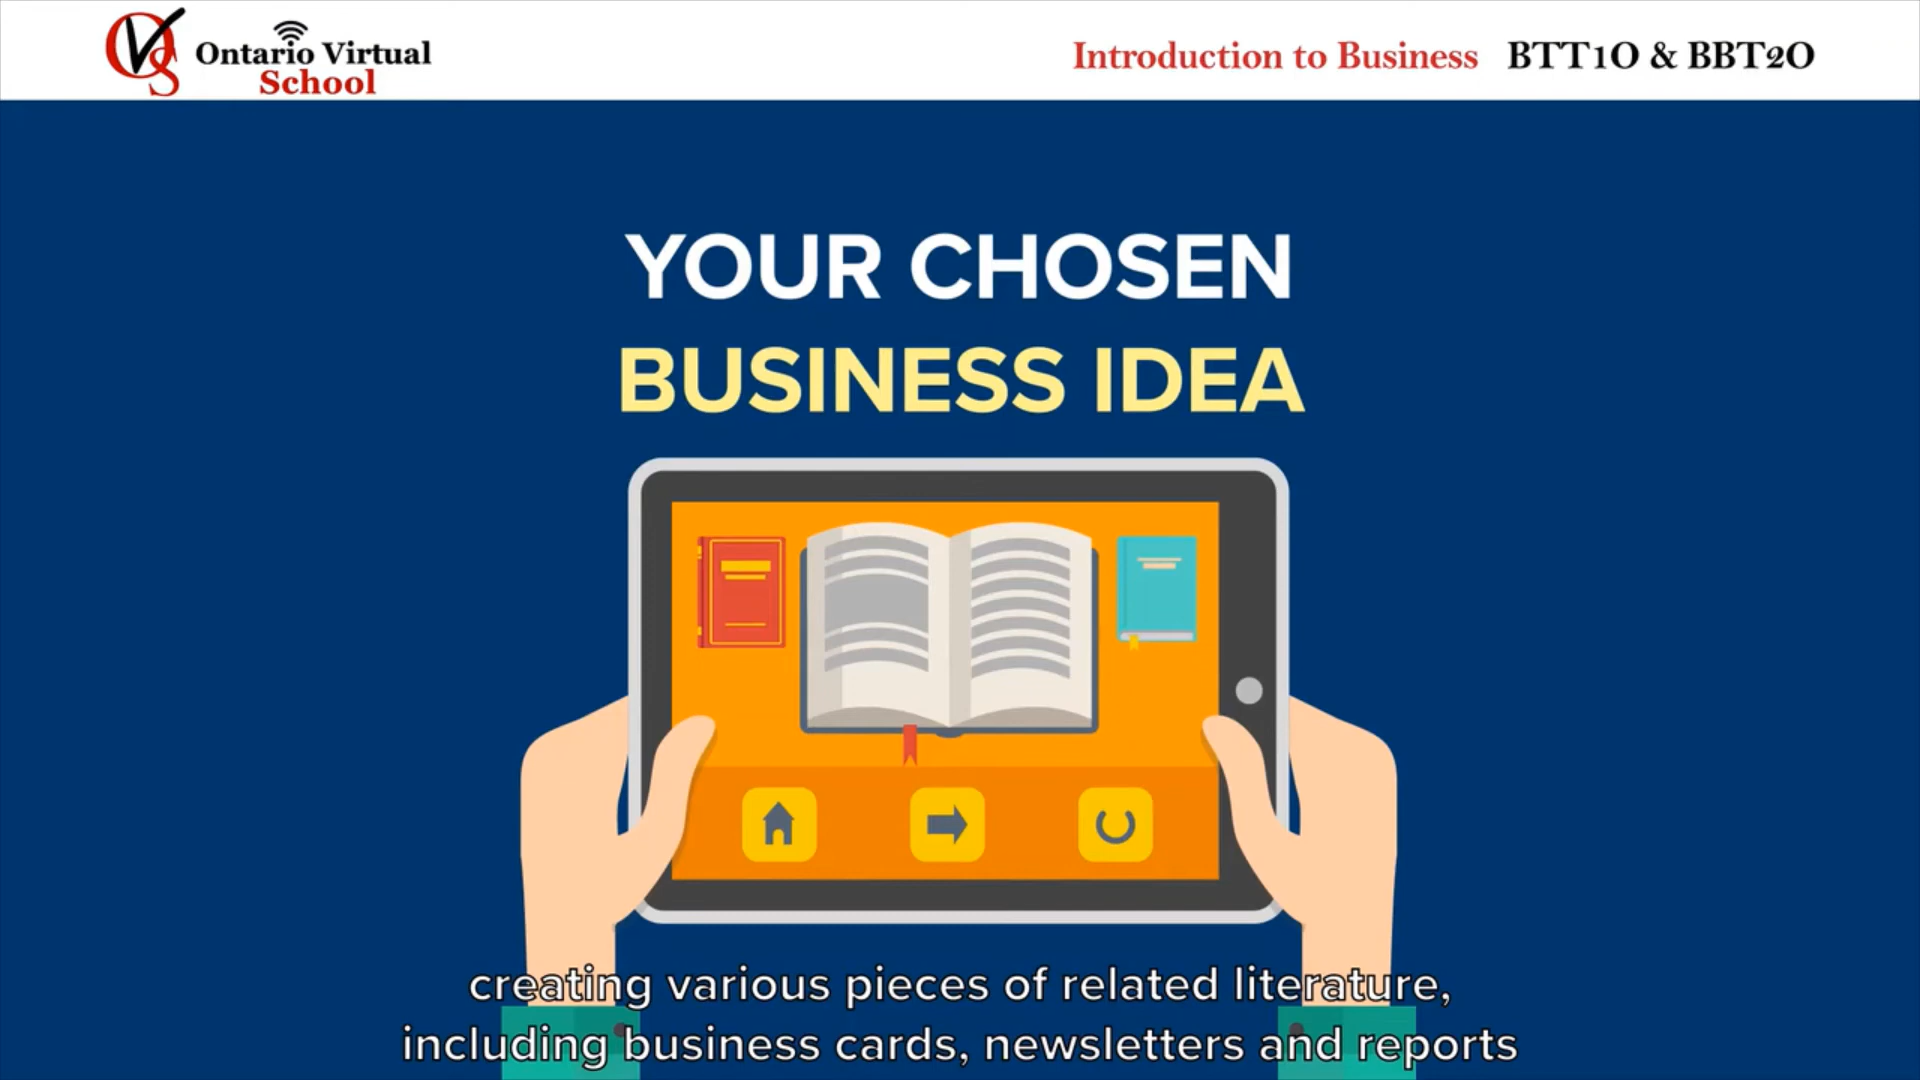 Ontario Virtual
School
Introduction to Business BTT1O & BBT2O
YOUR CHOSEN
BUSINESS IDEA
creating various pieces of related literature,
including business cards, newsletters and reports